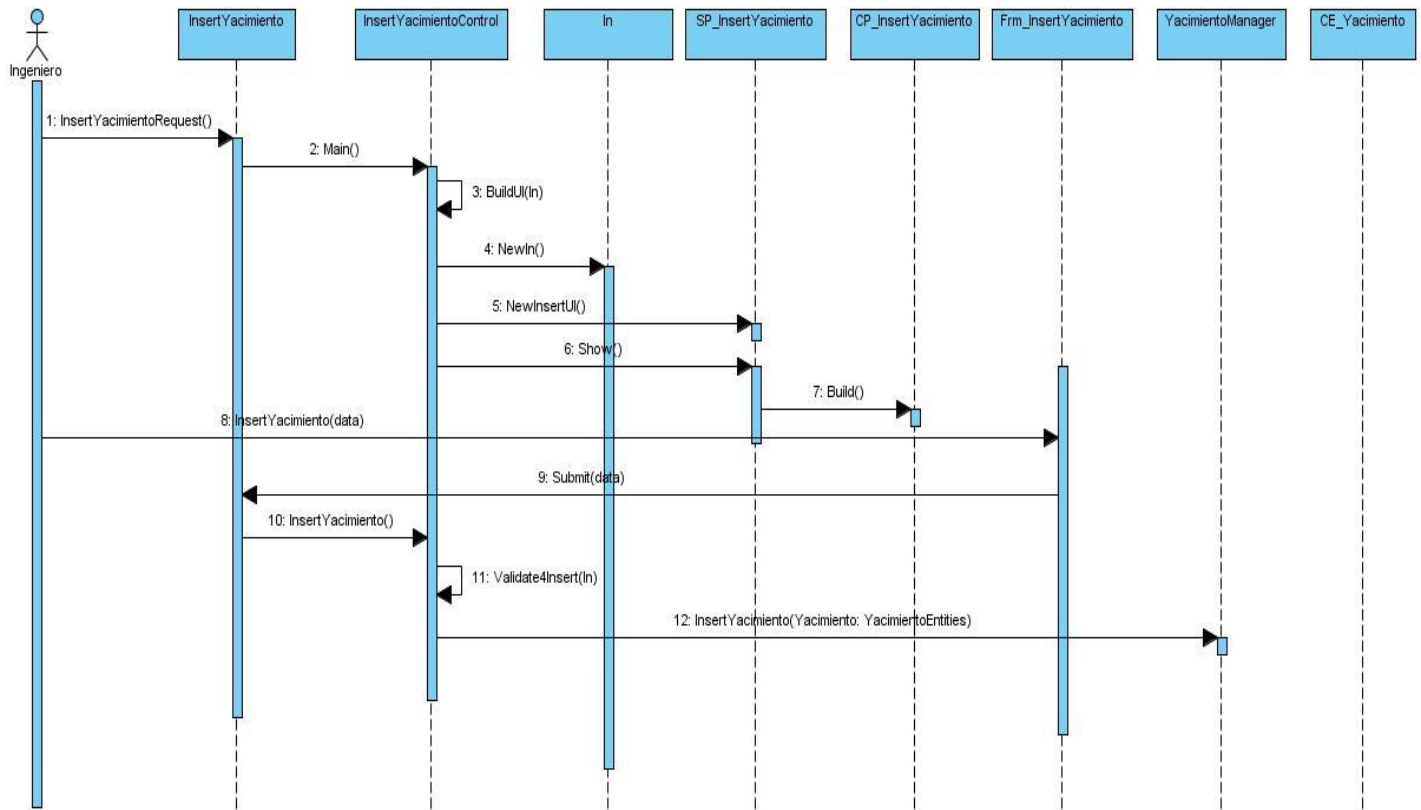 InsertYacimiento
InsertYacimientoControl
In
SP_InsertYacimiento
CP_InsertYacimiento
Frm_InsertYacimiento
YacimientoManager
CE_Yacimiento
Ingeniero
1: InsertYacimientoRequest()
2: Main()
3: BuildUI(In)
4: NewIn()
5: NewInsertUI()
6: Show()
7: Build()
8: InsertYacimiento(data)
9: Submit(data)
10: InsertYacimiento()
11: Validate4Insert(In)
12: InsertYacimiento(Yacimiento: YacimientoEntities)